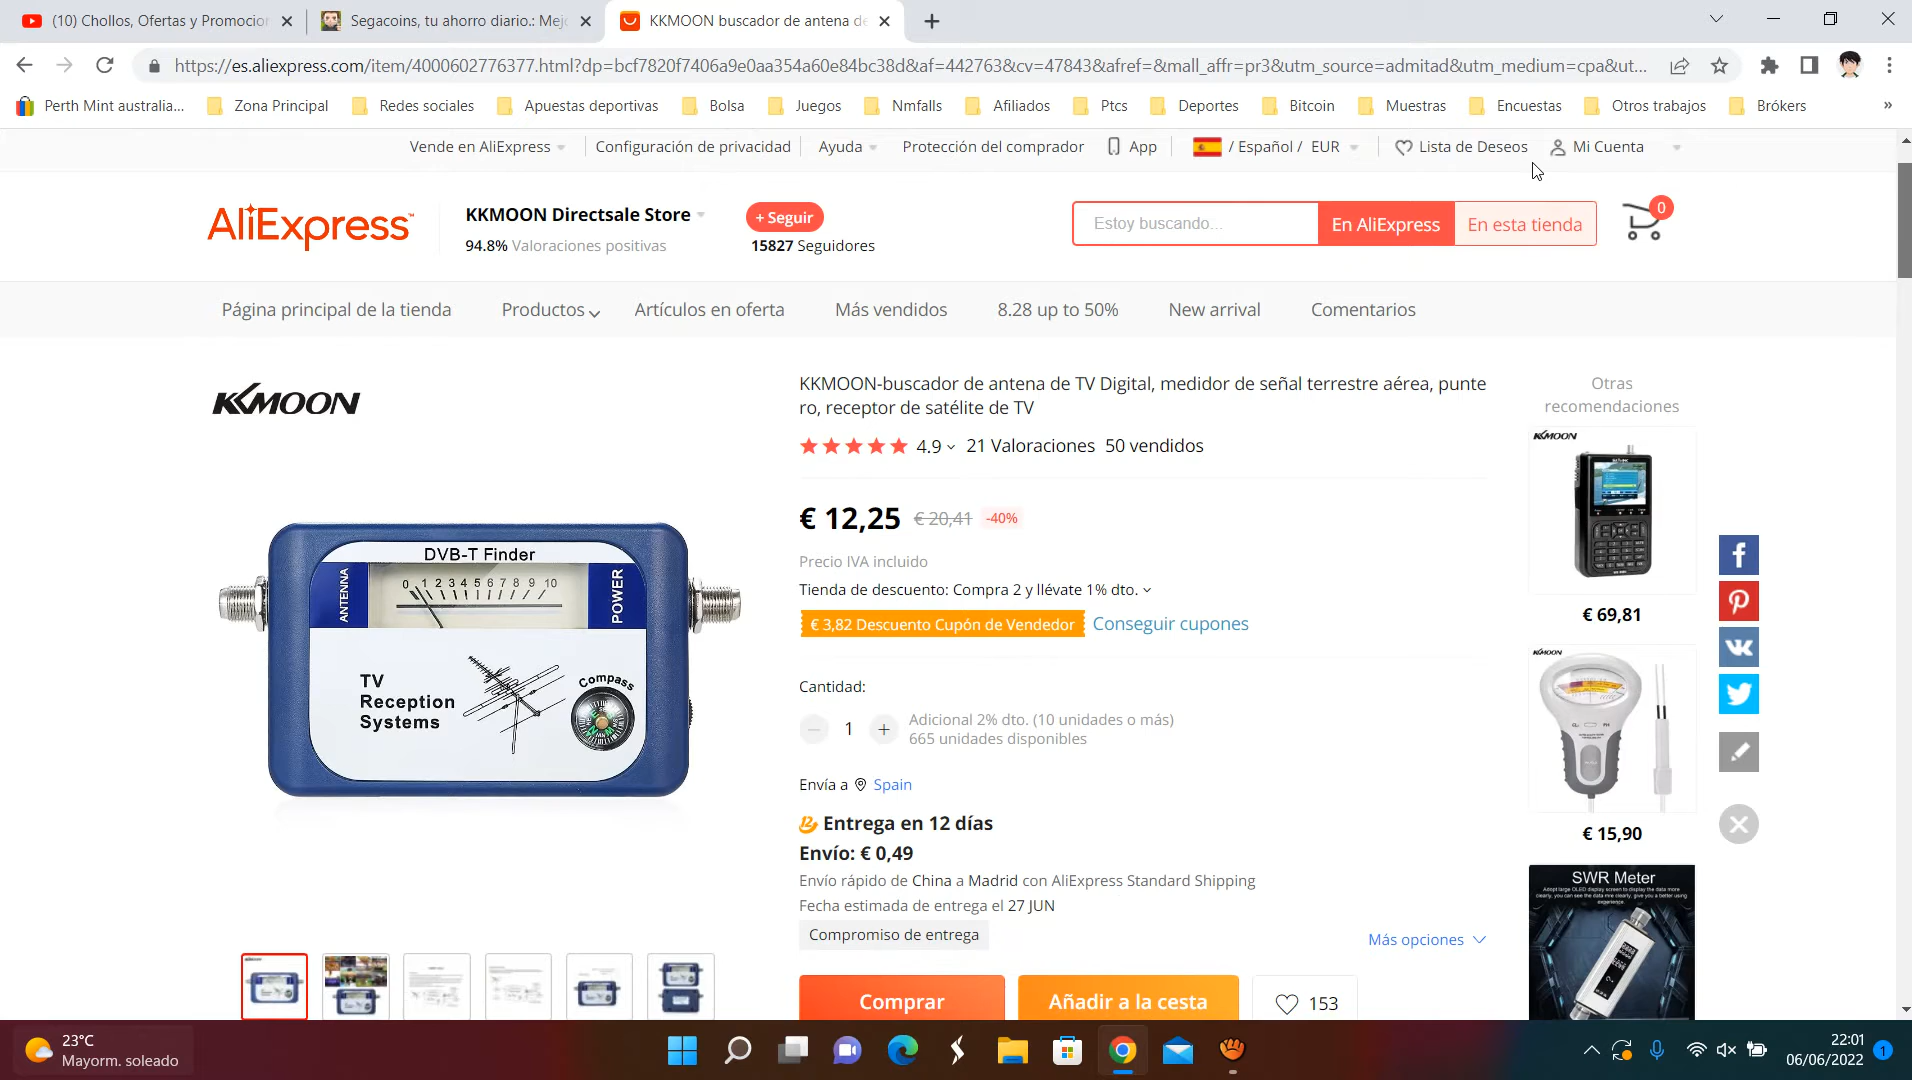 (10) Chollos, Ofertas y Promocion
Segacoins, tu ahorro diario.: Mej
KKMOON buscador de antena de
https://es.aliexpress.com/item/4000602776377.html?dp=bcf7820f7406a9e0aa354a60e84bc38d&af=442763&cv=47843&afref=&mall_affr=pr3&utm_source=admitad&utm_medium=cpa&ut...
Perth Mint australia...
Zona Principal
Redes sociales
Apuestas deportivas
Bolsa
Juegos
Nmfalls
Afiliados
Ptcs
Deportes
Bitcoin
Muestras
Encuestas
Otros trabajos
Brókers
»
Vende en AliExpress
Configuración de privacidad
Ayuda
Protección del comprador
App
/ Español / EUR
Lista de Deseos
Mi Cuenta
AliExpress™
KKMOON Directsale Store
94.8% Valoraciones positivas
+ Seguir
15827 Seguidores
Estoy buscando...
En AliExpress
En esta tienda
0
Página principal de la tienda
Productos
Artículos en oferta
Más vendidos
8.28 up to 50%
New arrival
Comentarios
KKMOON
DVB-T Finder
ANTENNA
0 1 2 3 4 5 6 7 8 9 10
POWER
TV
Reception
Systems
Compass
KKMOON-buscador de antena de TV Digital, medidor de señal terrestre aérea, punte
ro, receptor de satélite de TV
4.9
21 Valoraciones
50 vendidos
€ 12,25
€ 20,41
-40%
Precio IVA incluido
Tienda de descuento: Compra 2 y llévate 1% dto.
€ 3,82 Descuento Cupón de Vendedor
Conseguir cupones
Cantidad:
1
+
Adicional 2% dto. (10 unidades o más)
665 unidades disponibles
Envía a
Spain
Entrega en 12 días
Envío: € 0,49
Envío rápido de China a Madrid con AliExpress Standard Shipping
Fecha estimada de entrega el 27 JUN
Compromiso de entrega
Más opciones
Comprar
Añadir a la cesta
153
Otras
recomendaciones
KKMOON
€ 69,81
KKMOON
€ 15,90
SWR Meter
23°C
Mayorm. soleado
22:01
06/06/2022
1